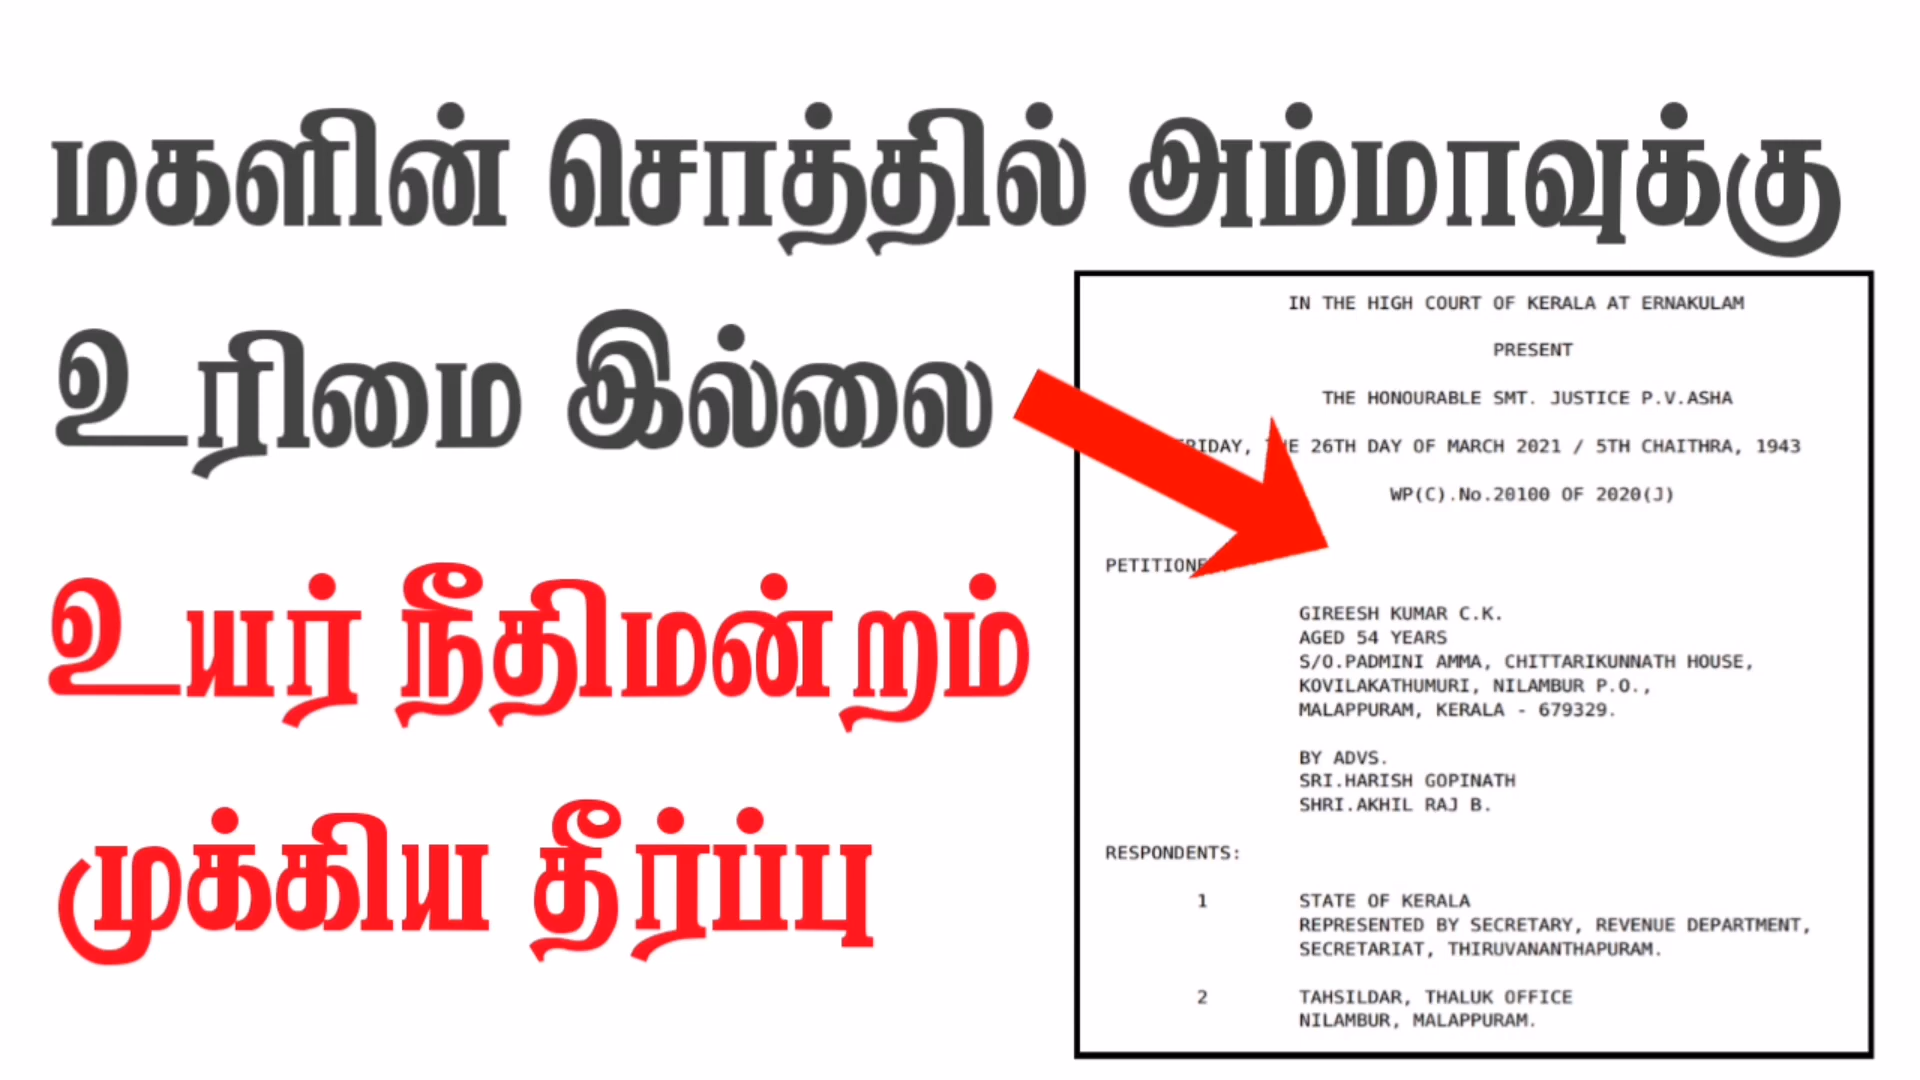 மகளின் சொத்தில் அம்மாவுக்கு
உரிமை இல்லை
உயர் நீதிமன்றம்
முக்கிய தீர்ப்பு
IN THE HIGH COURT OF KERALA AT ERNAKULAM
PRESENT
THE HONOURABLE SMT. JUSTICE P.V.ASHA
26TH DAY OF MARCH 2021 / 5TH CHAITHRA, 1943
WP(C).No.20100 OF 2020(J)
GIREESH KUMAR C.K.
AGED 54 YEARS
S/O.PADMINI AMMA, CHITTARIKUNNATH HOUSE,
KOVILAKATHUMURI, NILAMBUR P.O.,
MALAPPURAM, KERALA - 679329.
BY ADVS.
SRI.HARISH GOPINATH
SHRI.AKHIL RAJ B.
RESPONDENTS:
1 STATE OF KERALA
REPRESENTED BY SECRETARY, REVENUE DEPARTMENT,
SECRETARIAT, THIRUVANANTHAPURAM.
2 TAHSILDAR, THALUK OFFICE
NILAMBUR, MALAPPURAM.